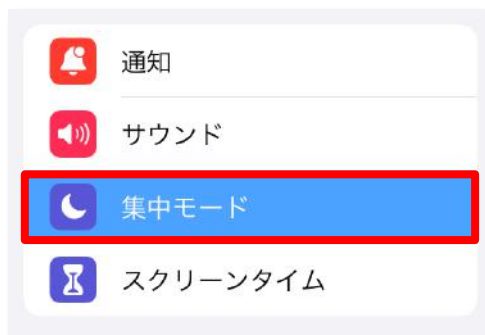 通知
サウンド
集中モード
スクリーンタイム